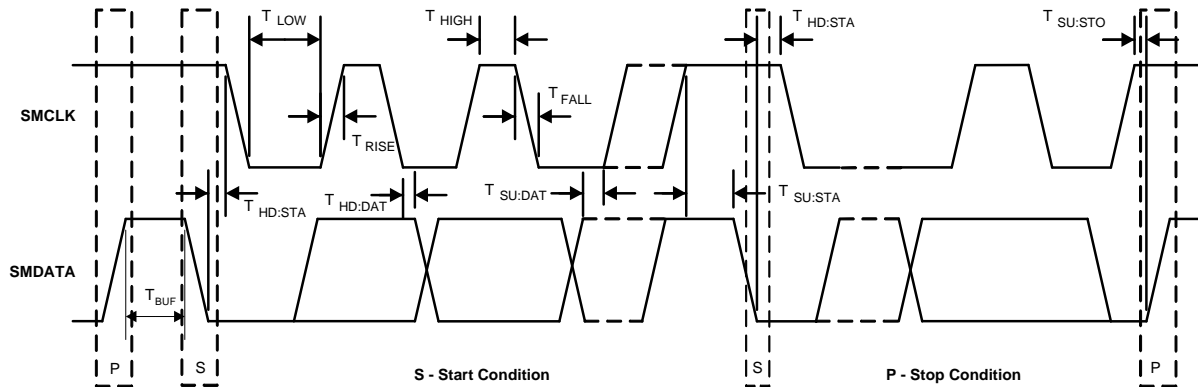 T LOW
T HIGH
T HD:STA
T SU:STO
SMCLK
T FALL
T RISE
T HD:STA
T HD:DAT
T SU:DAT
T SU:STA
SMDATA
T BUF
P
S
S - Start Condition
S
P - Stop Condition
P